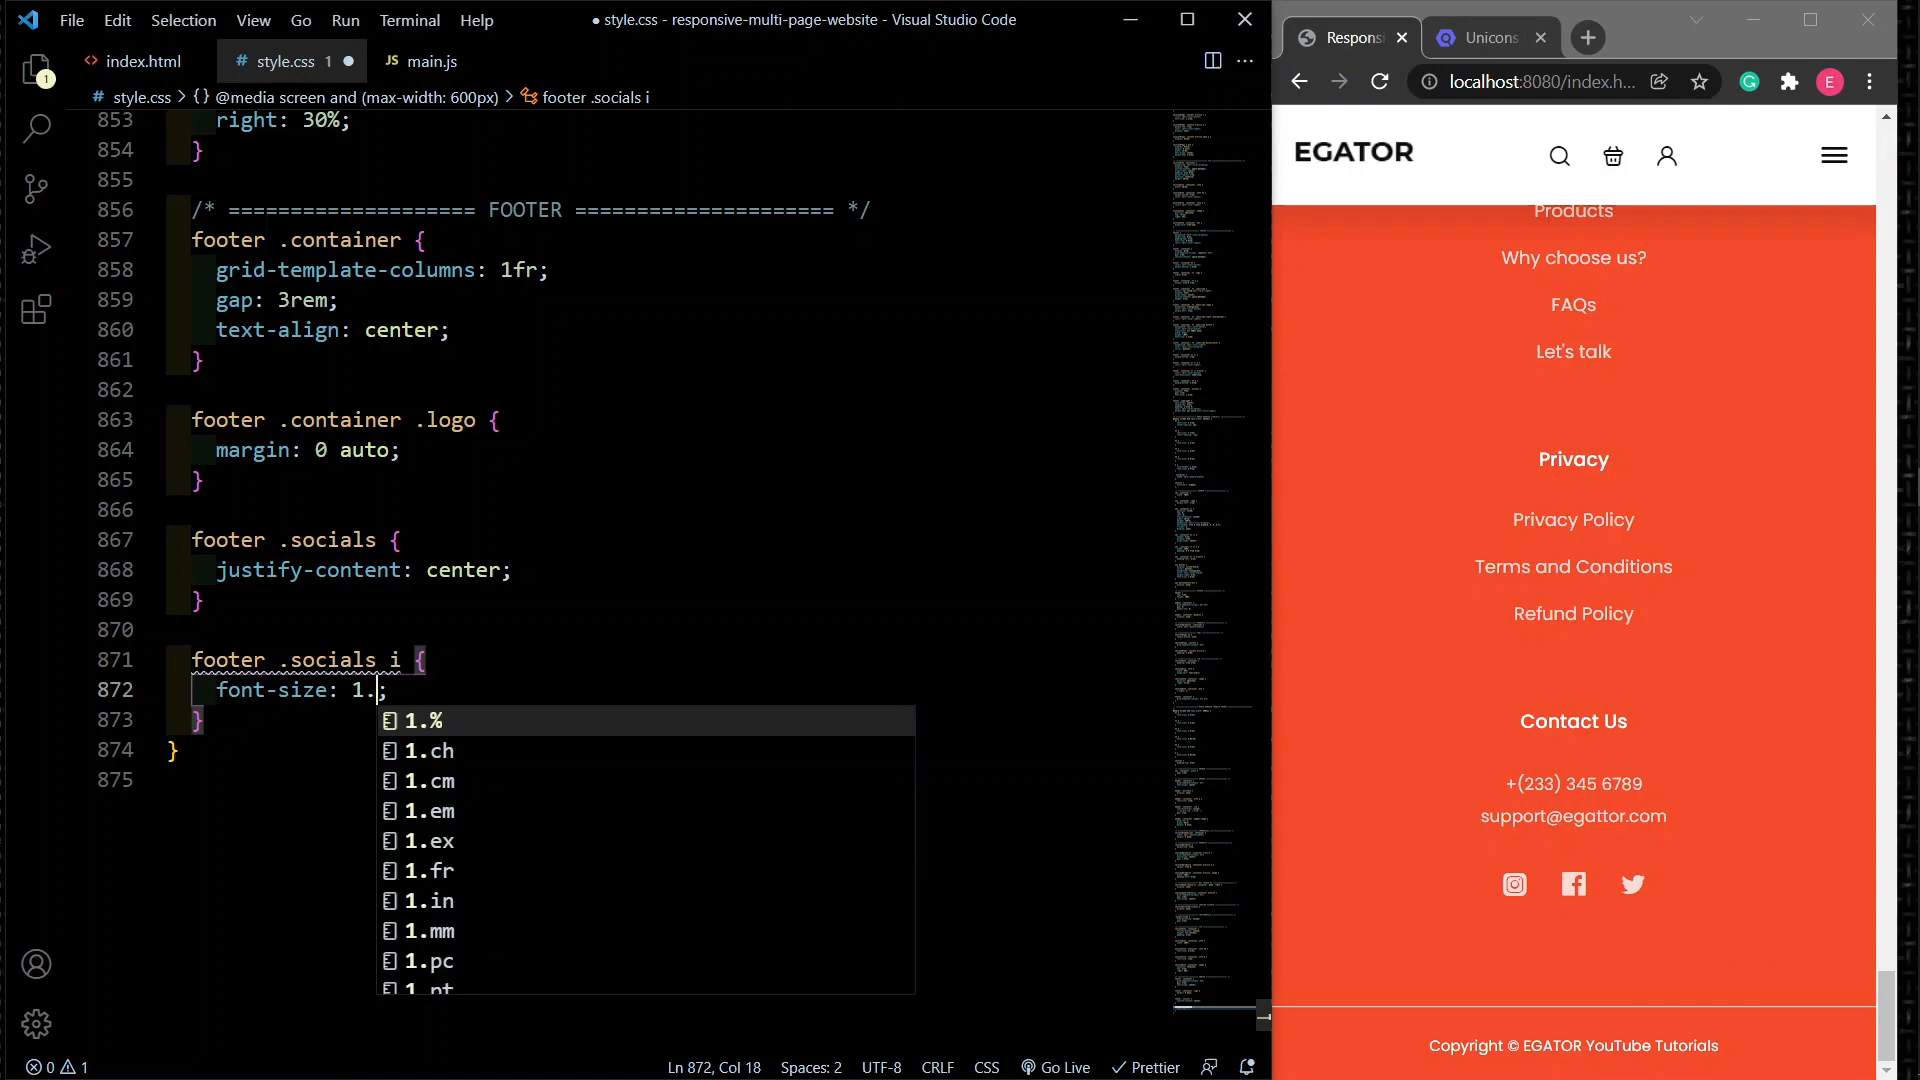 File Edit Selection View Go Run Terminal Help
● style.css - responsive-multi-page-website - Visual Studio Code
index.html
# style.css 1 ●
JS main.js
# style.css > {} @media screen and (max-width: 600px) > footer .socials i
1
853 right: 30%;
854 }
855
856 /* ==================== FOOTER ===================== */
857 footer .container {
858 grid-template-columns: 1fr;
859 gap: 3rem;
860 text-align: center;
861 }
862
863 footer .container .logo {
864 margin: 0 auto;
865 }
866
867 footer .socials {
868 justify-content: center;
869 }
870
871 footer .socials i {
872 font-size: 1.;
873 }
874 }
875
1.%
1.ch
1.cm
1.em
1.ex
1.fr
1.in
1.mm
1.pc
1.pt
0 1
Ln 872, Col 18 Spaces: 2 UTF-8 CRLF CSS Go Live Prettier
Respons
Unicons
localhost:8080/index.h...
E
EGATOR
Products
Why choose us?
FAQs
Let's talk
Privacy
Privacy Policy
Terms and Conditions
Refund Policy
Contact Us
+(233) 345 6789
support@egattor.com
Copyright © EGATOR YouTube Tutorials